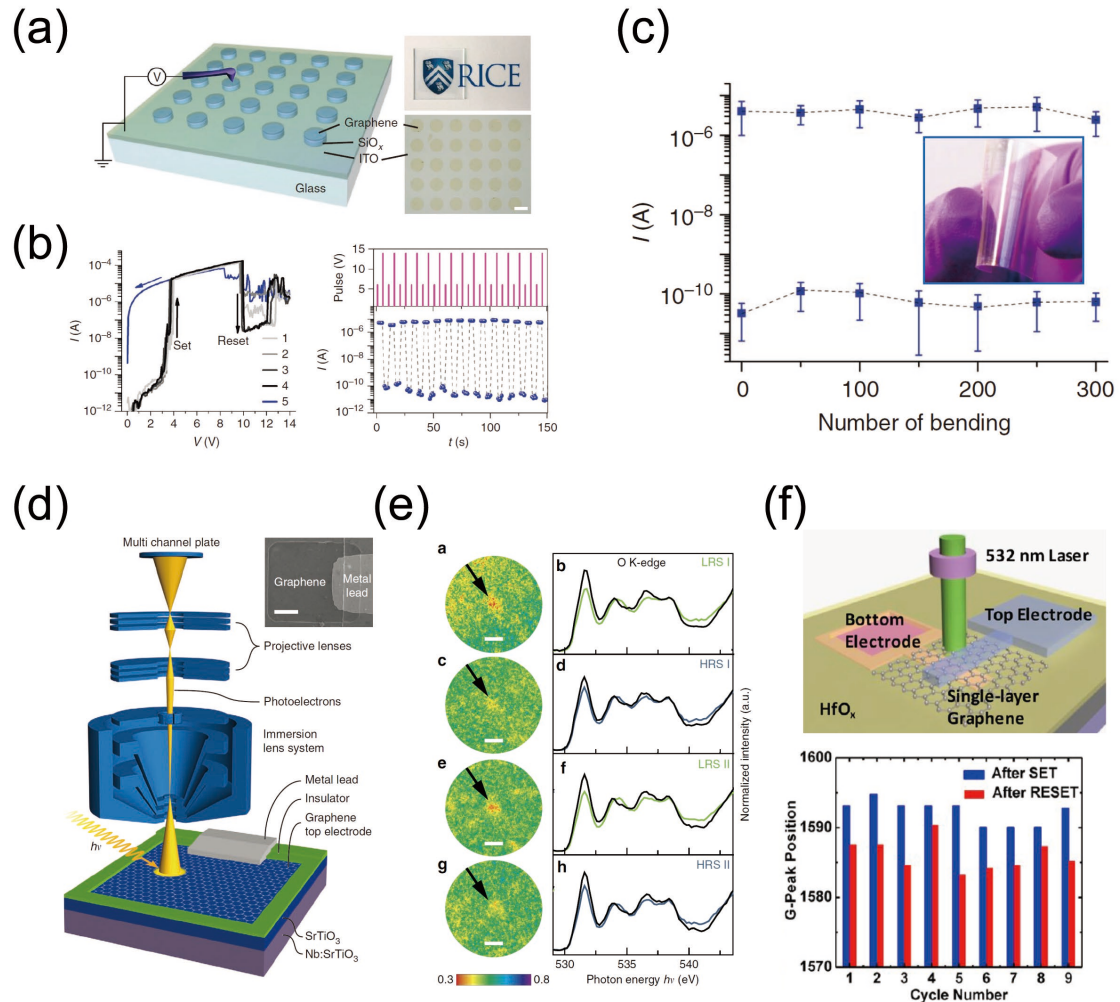 (a)
V
RICE
Graphene
SiOx
ITO
Glass
(b)
I (A)
10⁻⁴
10⁻⁶
10⁻⁸
10⁻¹⁰
10⁻¹²
0 2 4 6 8 10 12 14
V (V)
Set
Reset
1
2
3
4
5
Pulse (V)
15
10
5
0
I (A)
10⁻⁶
10⁻⁸
10⁻¹⁰
10⁻¹²
0 50 100 150
t (s)
(c)
I (A)
10⁻⁶
10⁻⁸
10⁻¹⁰
0 100 200 300
Number of bending
(d)
Multi channel plate
Graphene
Metal
lead
Projective lenses
Photoelectrons
Immersion
lens system
Metal lead
Insulator
Graphene
top electrode
hν
SrTiO₃
Nb:SrTiO₃
(e)
a
b
O K-edge
LRS I
c
d
HRS I
e
f
LRS II
g
h
HRS II
Normalized intensity (a.u.)
0.3
0.8
530 535 540
Photon energy hν (eV)
(f)
532 nm Laser
Bottom
Electrode
Top Electrode
Single-layer
Graphene
HfOx
G-Peak Position
1600
1590
1580
1570
After SET
After RESET
1 2 3 4 5 6 7 8 9
Cycle Number